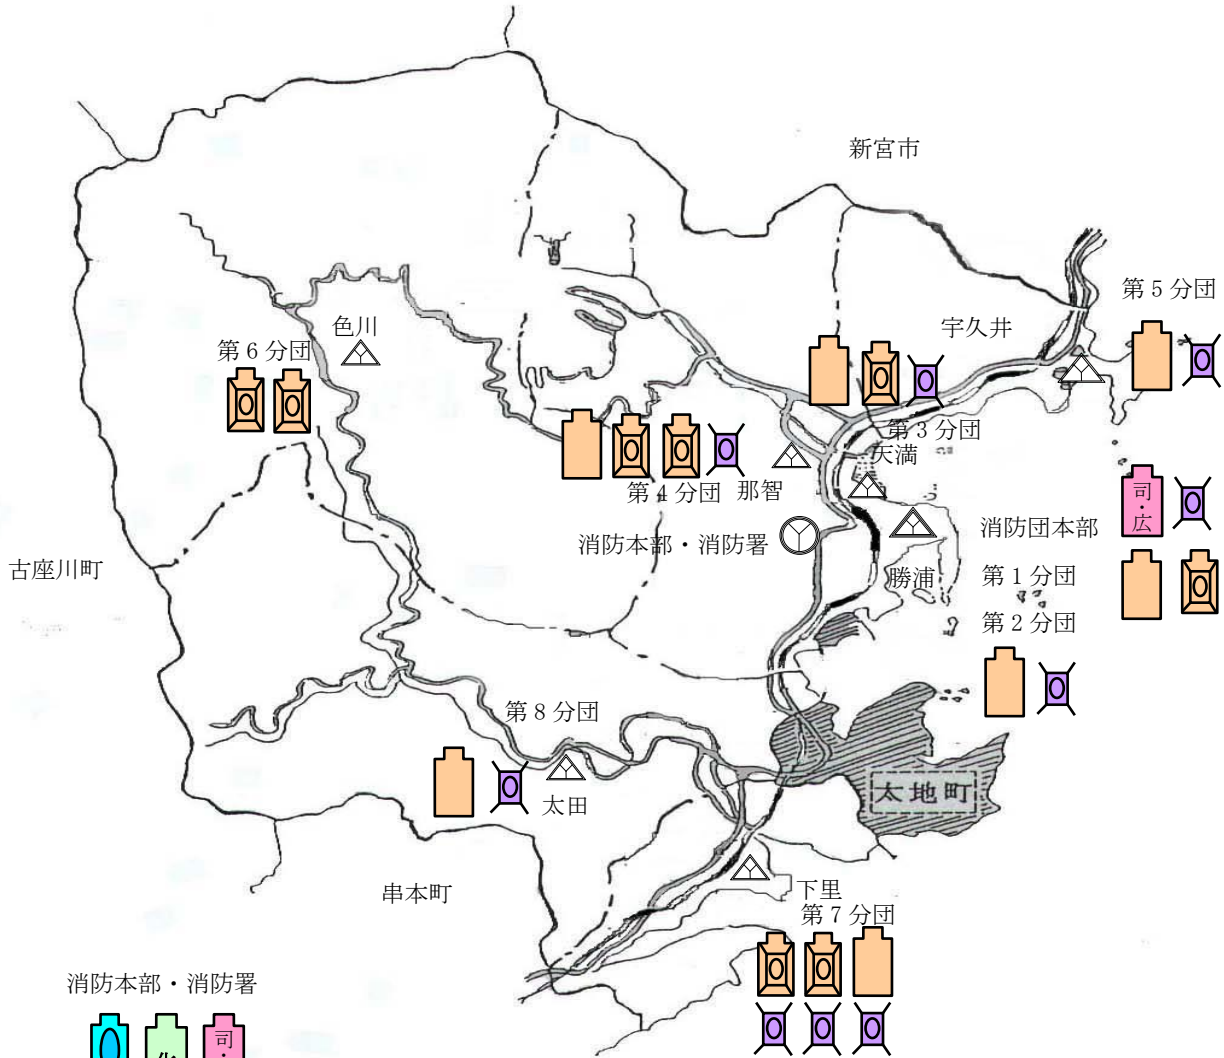 新宮市
第５分団
宇久井
色川
第６分団
第３分団
天満
第４分団
那智
司・広
消防団本部
消防本部・消防署
古座川町
勝浦
第１分団
第２分団
第８分団
太地町
太田
串本町
下里
第７分団
消防本部・消防署
司・